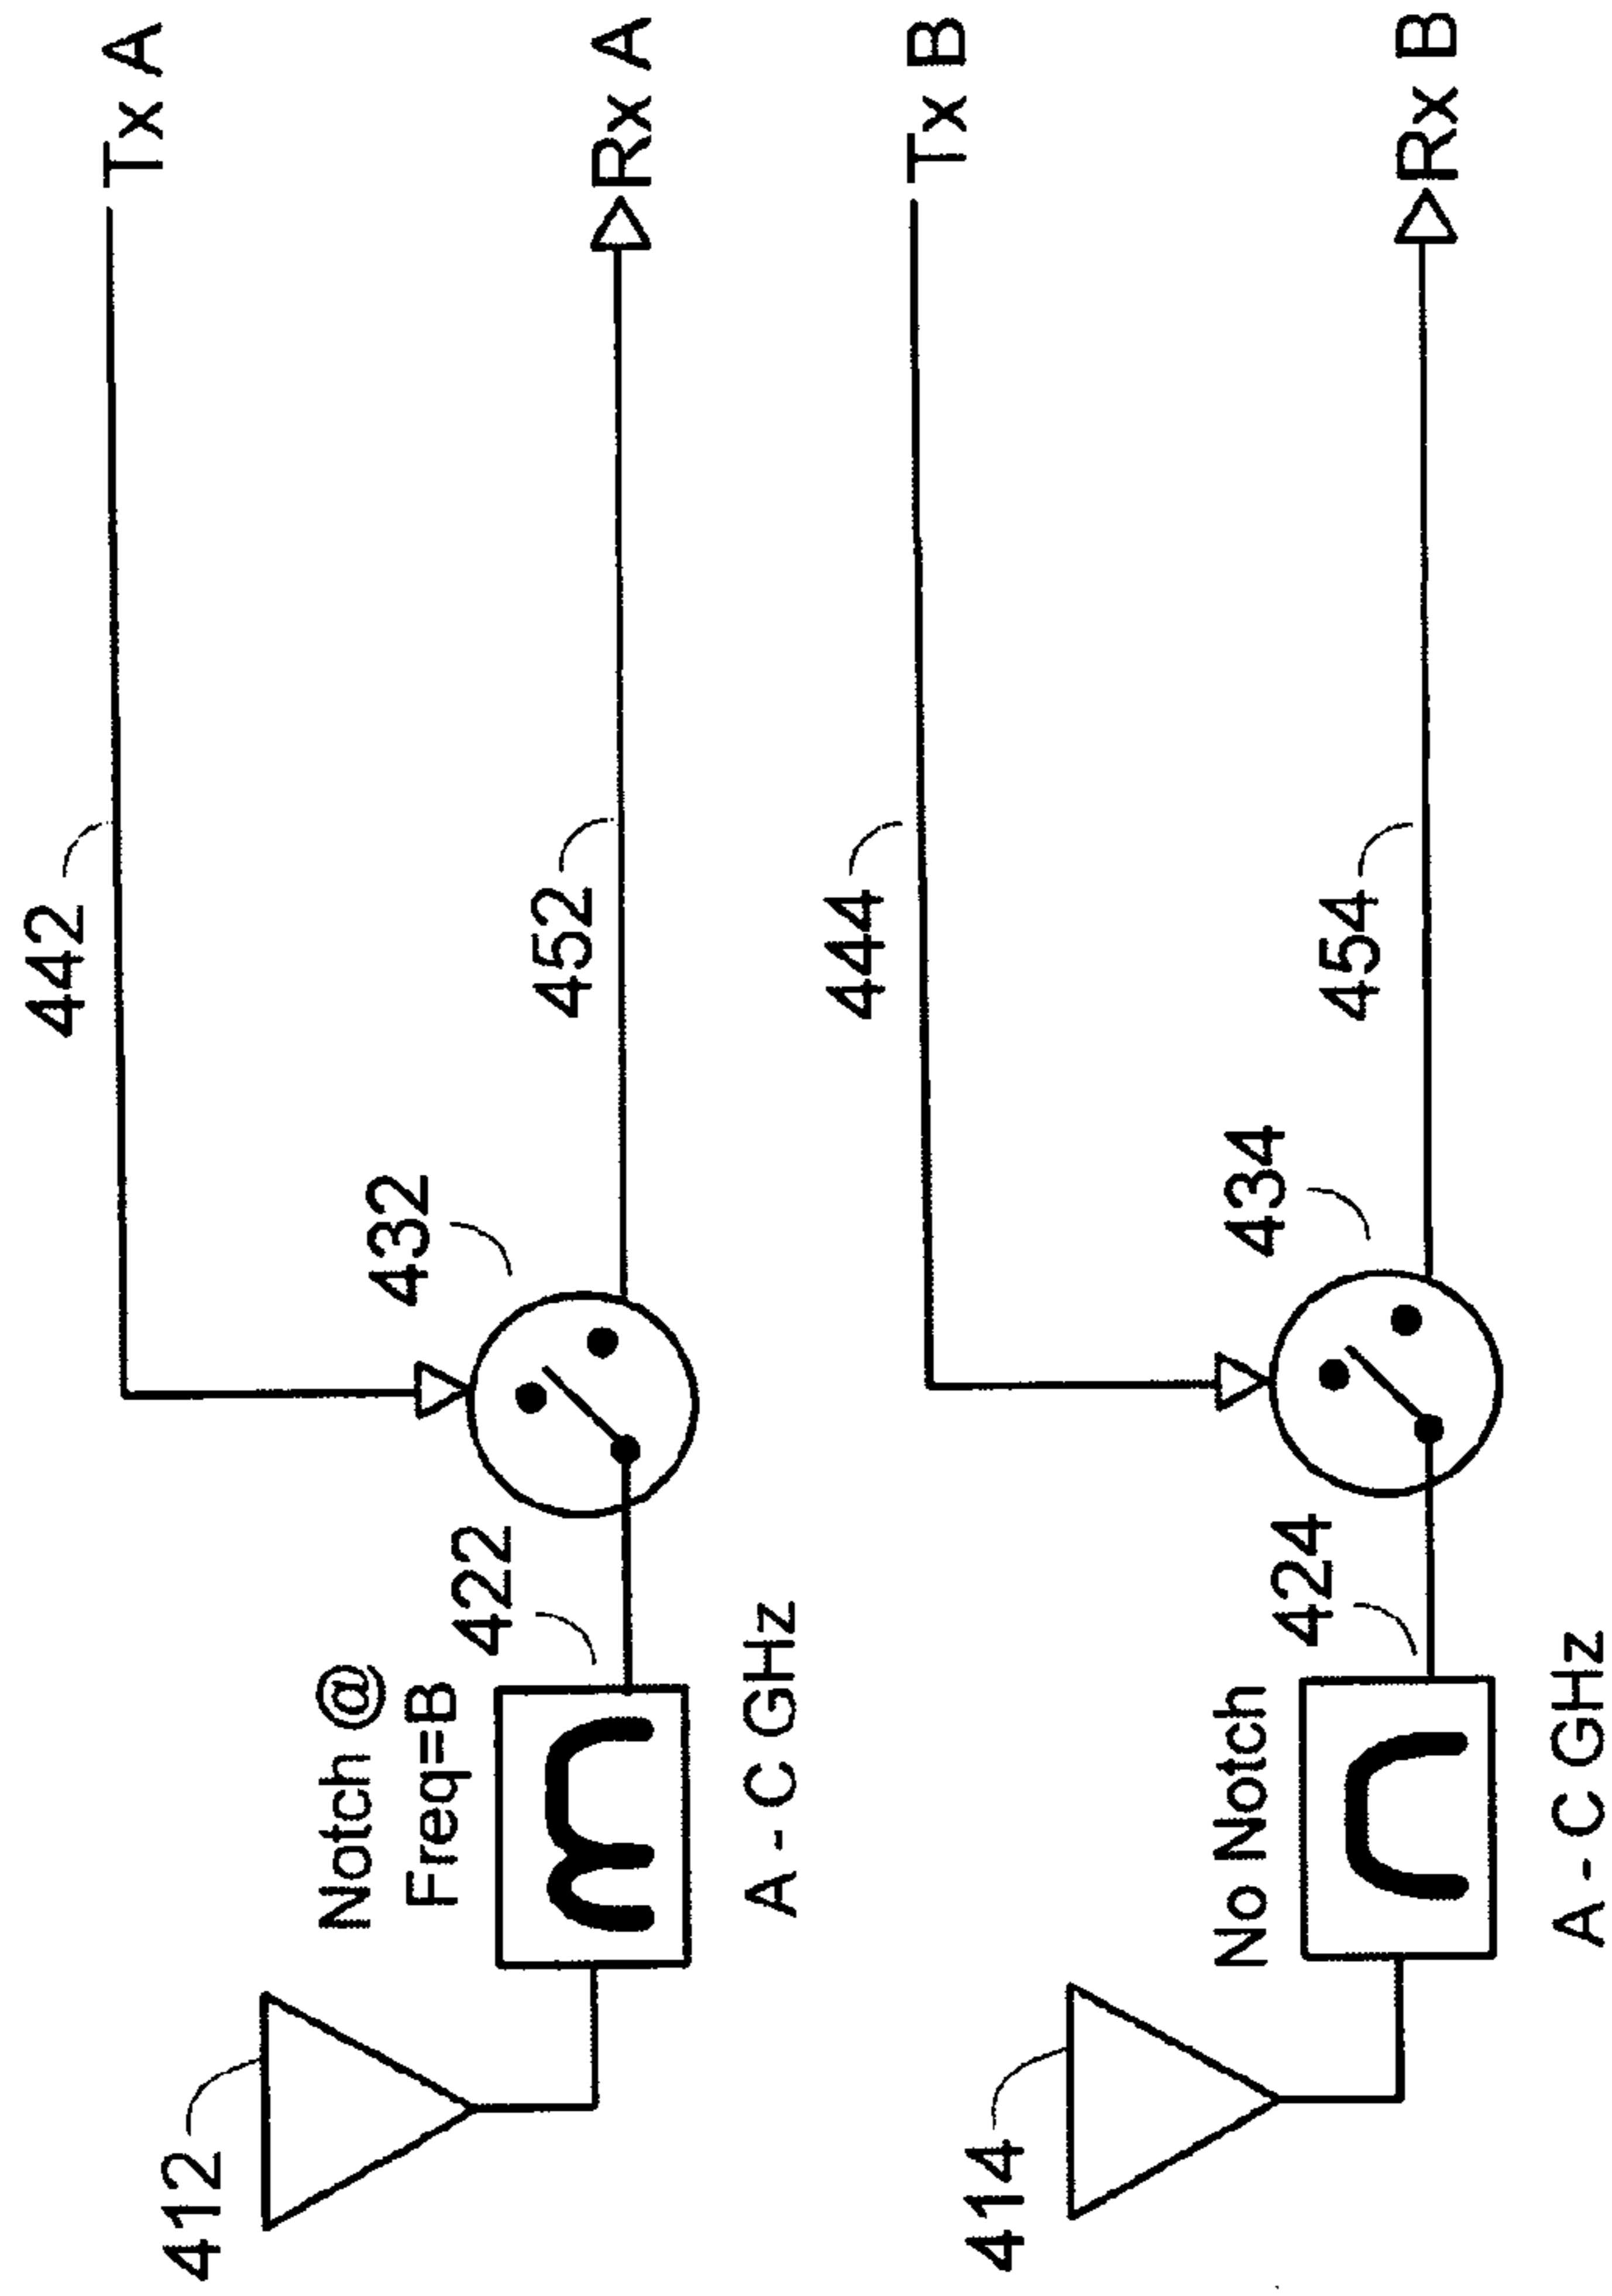 442
Tx A
432
452
Rx A
412
Notch @
Freq=B
422
A - C GHz
444
Tx B
434
454
Rx B
414
No Notch
424
A - C GHz